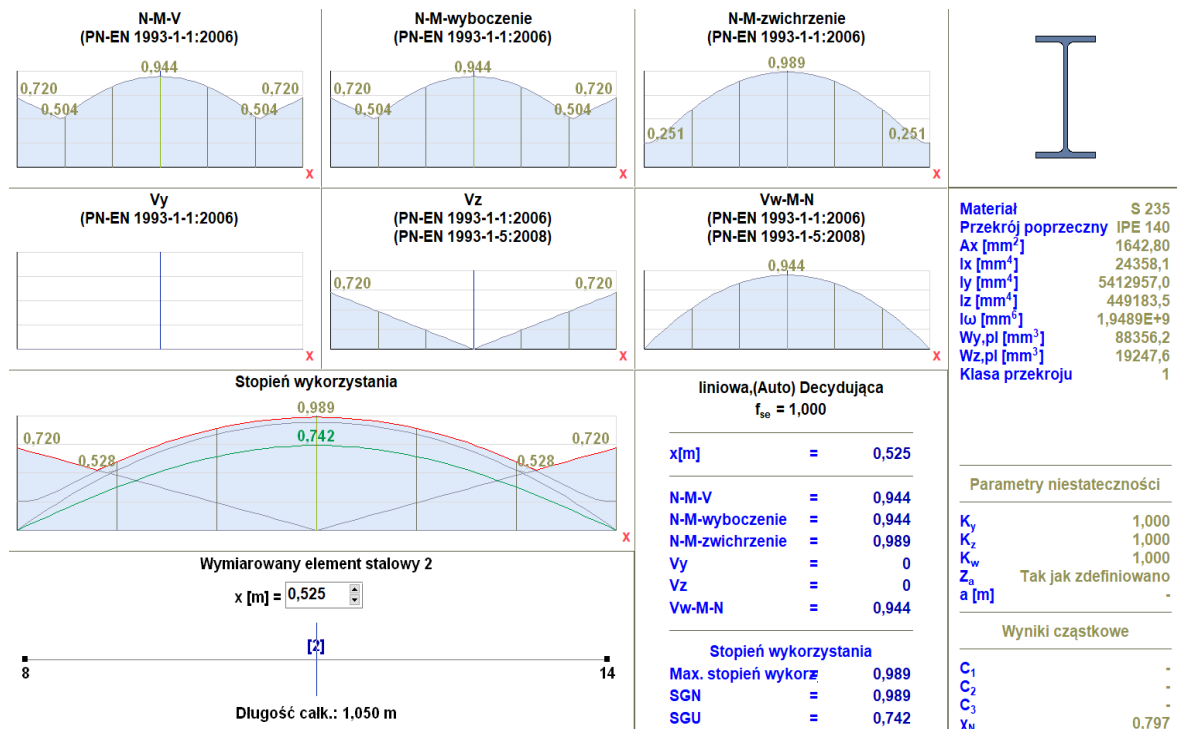 N-M-V
(PN-EN 1993-1-1:2006)
0,944
0,720
0,720
0,504
0,504
x
N-M-wyboczenie
(PN-EN 1993-1-1:2006)
0,944
0,720
0,720
0,504
0,504
x
N-M-zwichrzenie
(PN-EN 1993-1-1:2006)
0,989
0,251
0,251
x
Vy
(PN-EN 1993-1-1:2006)
x
Vz
(PN-EN 1993-1-1:2006)
(PN-EN 1993-1-5:2008)
0,720
0,720
x
Vw-M-N
(PN-EN 1993-1-1:2006)
(PN-EN 1993-1-5:2008)
0,944
x
Materiał S 235
Przekrój poprzeczny IPE 140
Ax [mm²] 1642,80
Ix [mm⁴] 24358,1
Iy [mm⁴] 5412957,0
Iz [mm⁴] 449183,5
Iω [mm⁶] 1,9489E+9
Wy,pl [mm³] 88356,2
Wz,pl [mm³] 19247,6
Klasa przekroju 1
Stopień wykorzystania
0,989
0,742
0,720
0,720
0,528
0,528
x
Wymiarowany element stalowy 2
x [m] = 0,525
[2]
8
14
Długość całk.: 1,050 m
liniowa,(Auto) Decydująca
fse = 1,000
x[m] = 0,525
N-M-V = 0,944
N-M-wyboczenie = 0,944
N-M-zwichrzenie = 0,989
Vy = 0
Vz = 0
Vw-M-N = 0,944
Stopień wykorzystania
Max. stopień wykorz = 0,989
SGN = 0,989
SGU = 0,742
Parametry niestateczności
Ky 1,000
Kz 1,000
Kw 1,000
Za Tak jak zdefiniowano
a [m] -
Wyniki cząstkowe
C1 -
C2 -
C3 -
χN 0,797